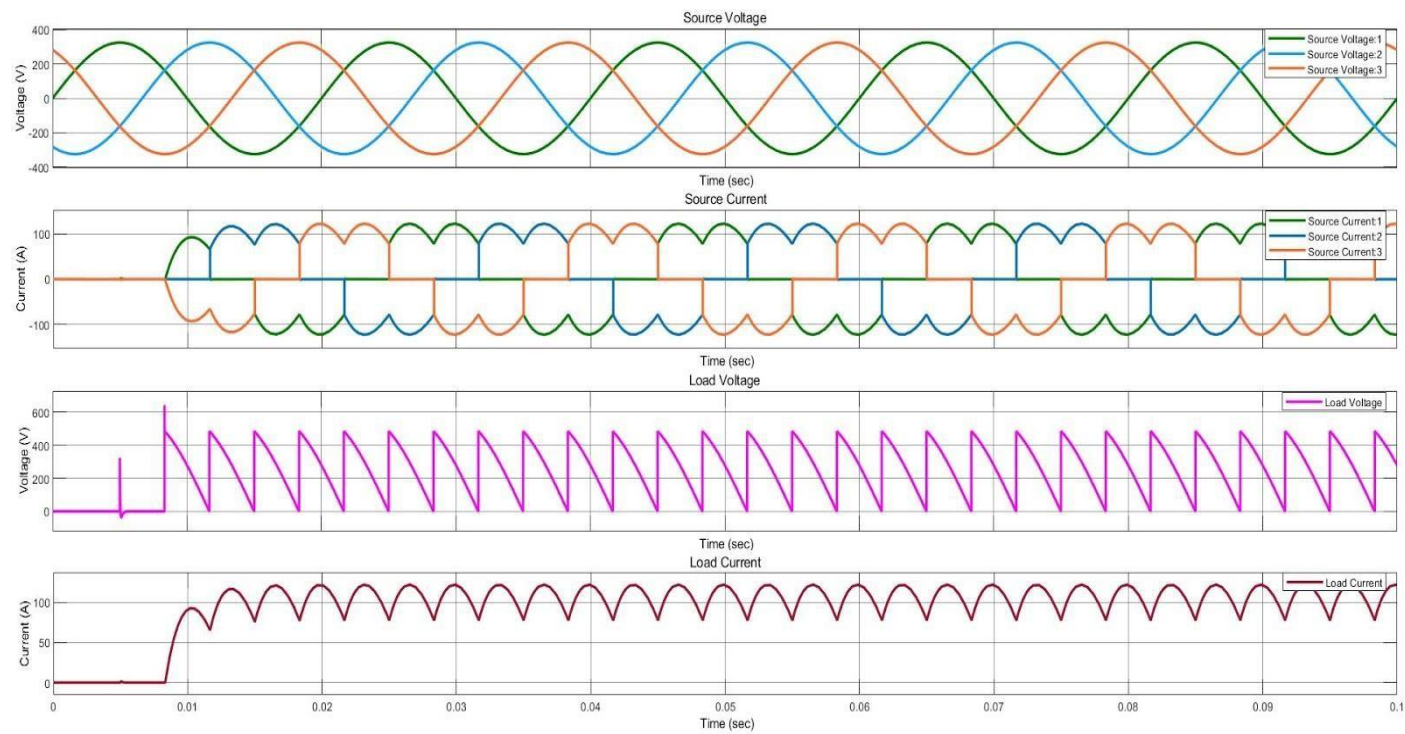 Source Voltage
Voltage (V)
400
200
0
-200
-400
Source Voltage:1
Source Voltage:2
Source Voltage:3
Time (sec)
Source Current
Current (A)
100
0
-100
Source Current:1
Source Current:2
Source Current:3
Time (sec)
Load Voltage
Voltage (V)
600
400
200
0
Load Voltage
Time (sec)
Load Current
Current (A)
100
50
0
Load Current
0 0.01 0.02 0.03 0.04 0.05 0.06 0.07 0.08 0.09 0.1
Time (sec)